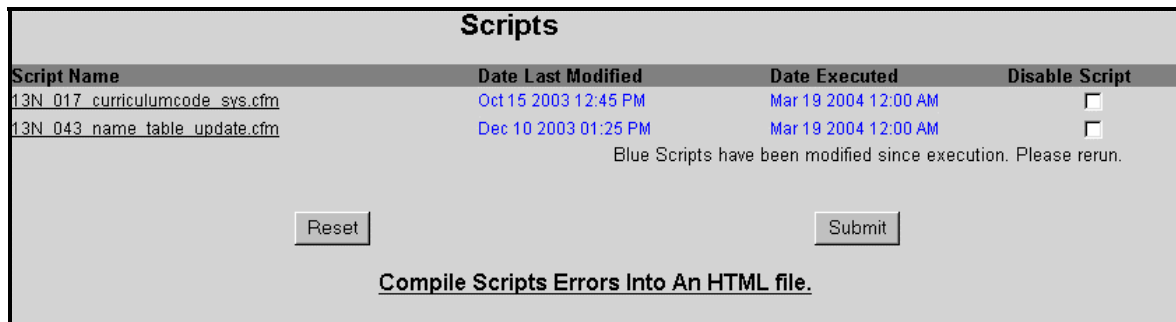 Scripts
Script Name Date Last Modified Date Executed Disable Script
13N_017_curriculumcode_sys.cfm Oct 15 2003 12:45 PM Mar 19 2004 12:00 AM
13N_043_name_table_update.cfm Dec 10 2003 01:25 PM Mar 19 2004 12:00 AM
Blue Scripts have been modified since execution. Please rerun.
Reset Submit
Compile Scripts Errors Into An HTML file.